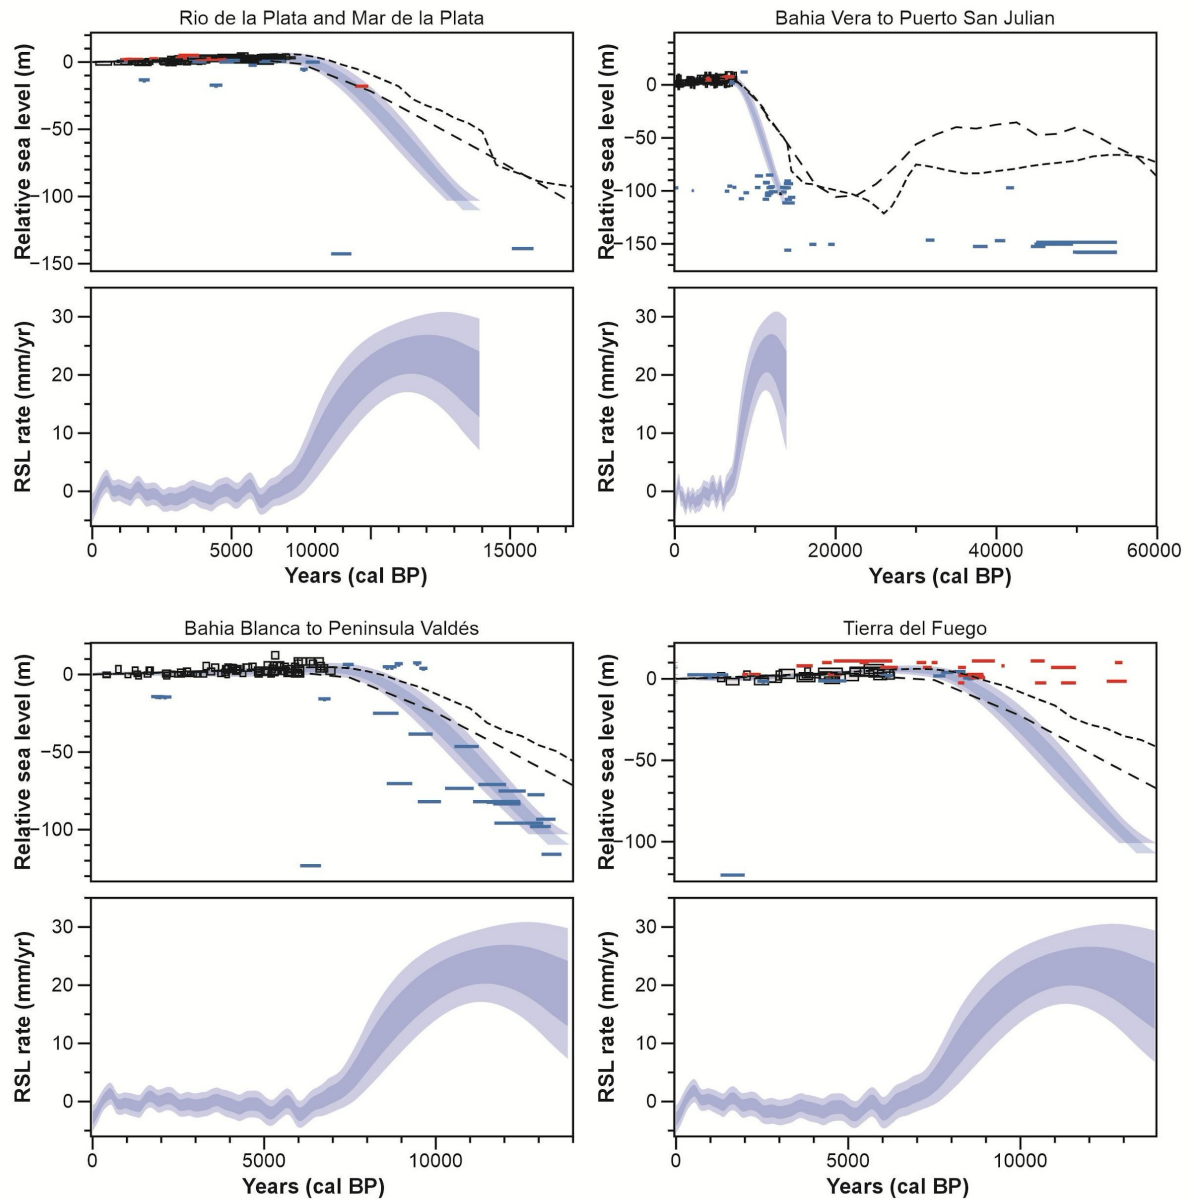 Rio de la Plata and Mar de la Plata
Relative sea level (m)
0
−50
−100
−150
RSL rate (mm/yr)
30
20
10
0
0 5000 10000 15000
Years (cal BP)
Bahia Vera to Puerto San Julian
Relative sea level (m)
0
−50
−100
−150
RSL rate (mm/yr)
30
20
10
0
0 20000 40000 60000
Years (cal BP)
Bahia Blanca to Peninsula Valdés
Relative sea level (m)
0
−50
−100
RSL rate (mm/yr)
30
20
10
0
0 5000 10000
Years (cal BP)
Tierra del Fuego
Relative sea level (m)
0
−50
−100
RSL rate (mm/yr)
30
20
10
0
0 5000 10000
Years (cal BP)